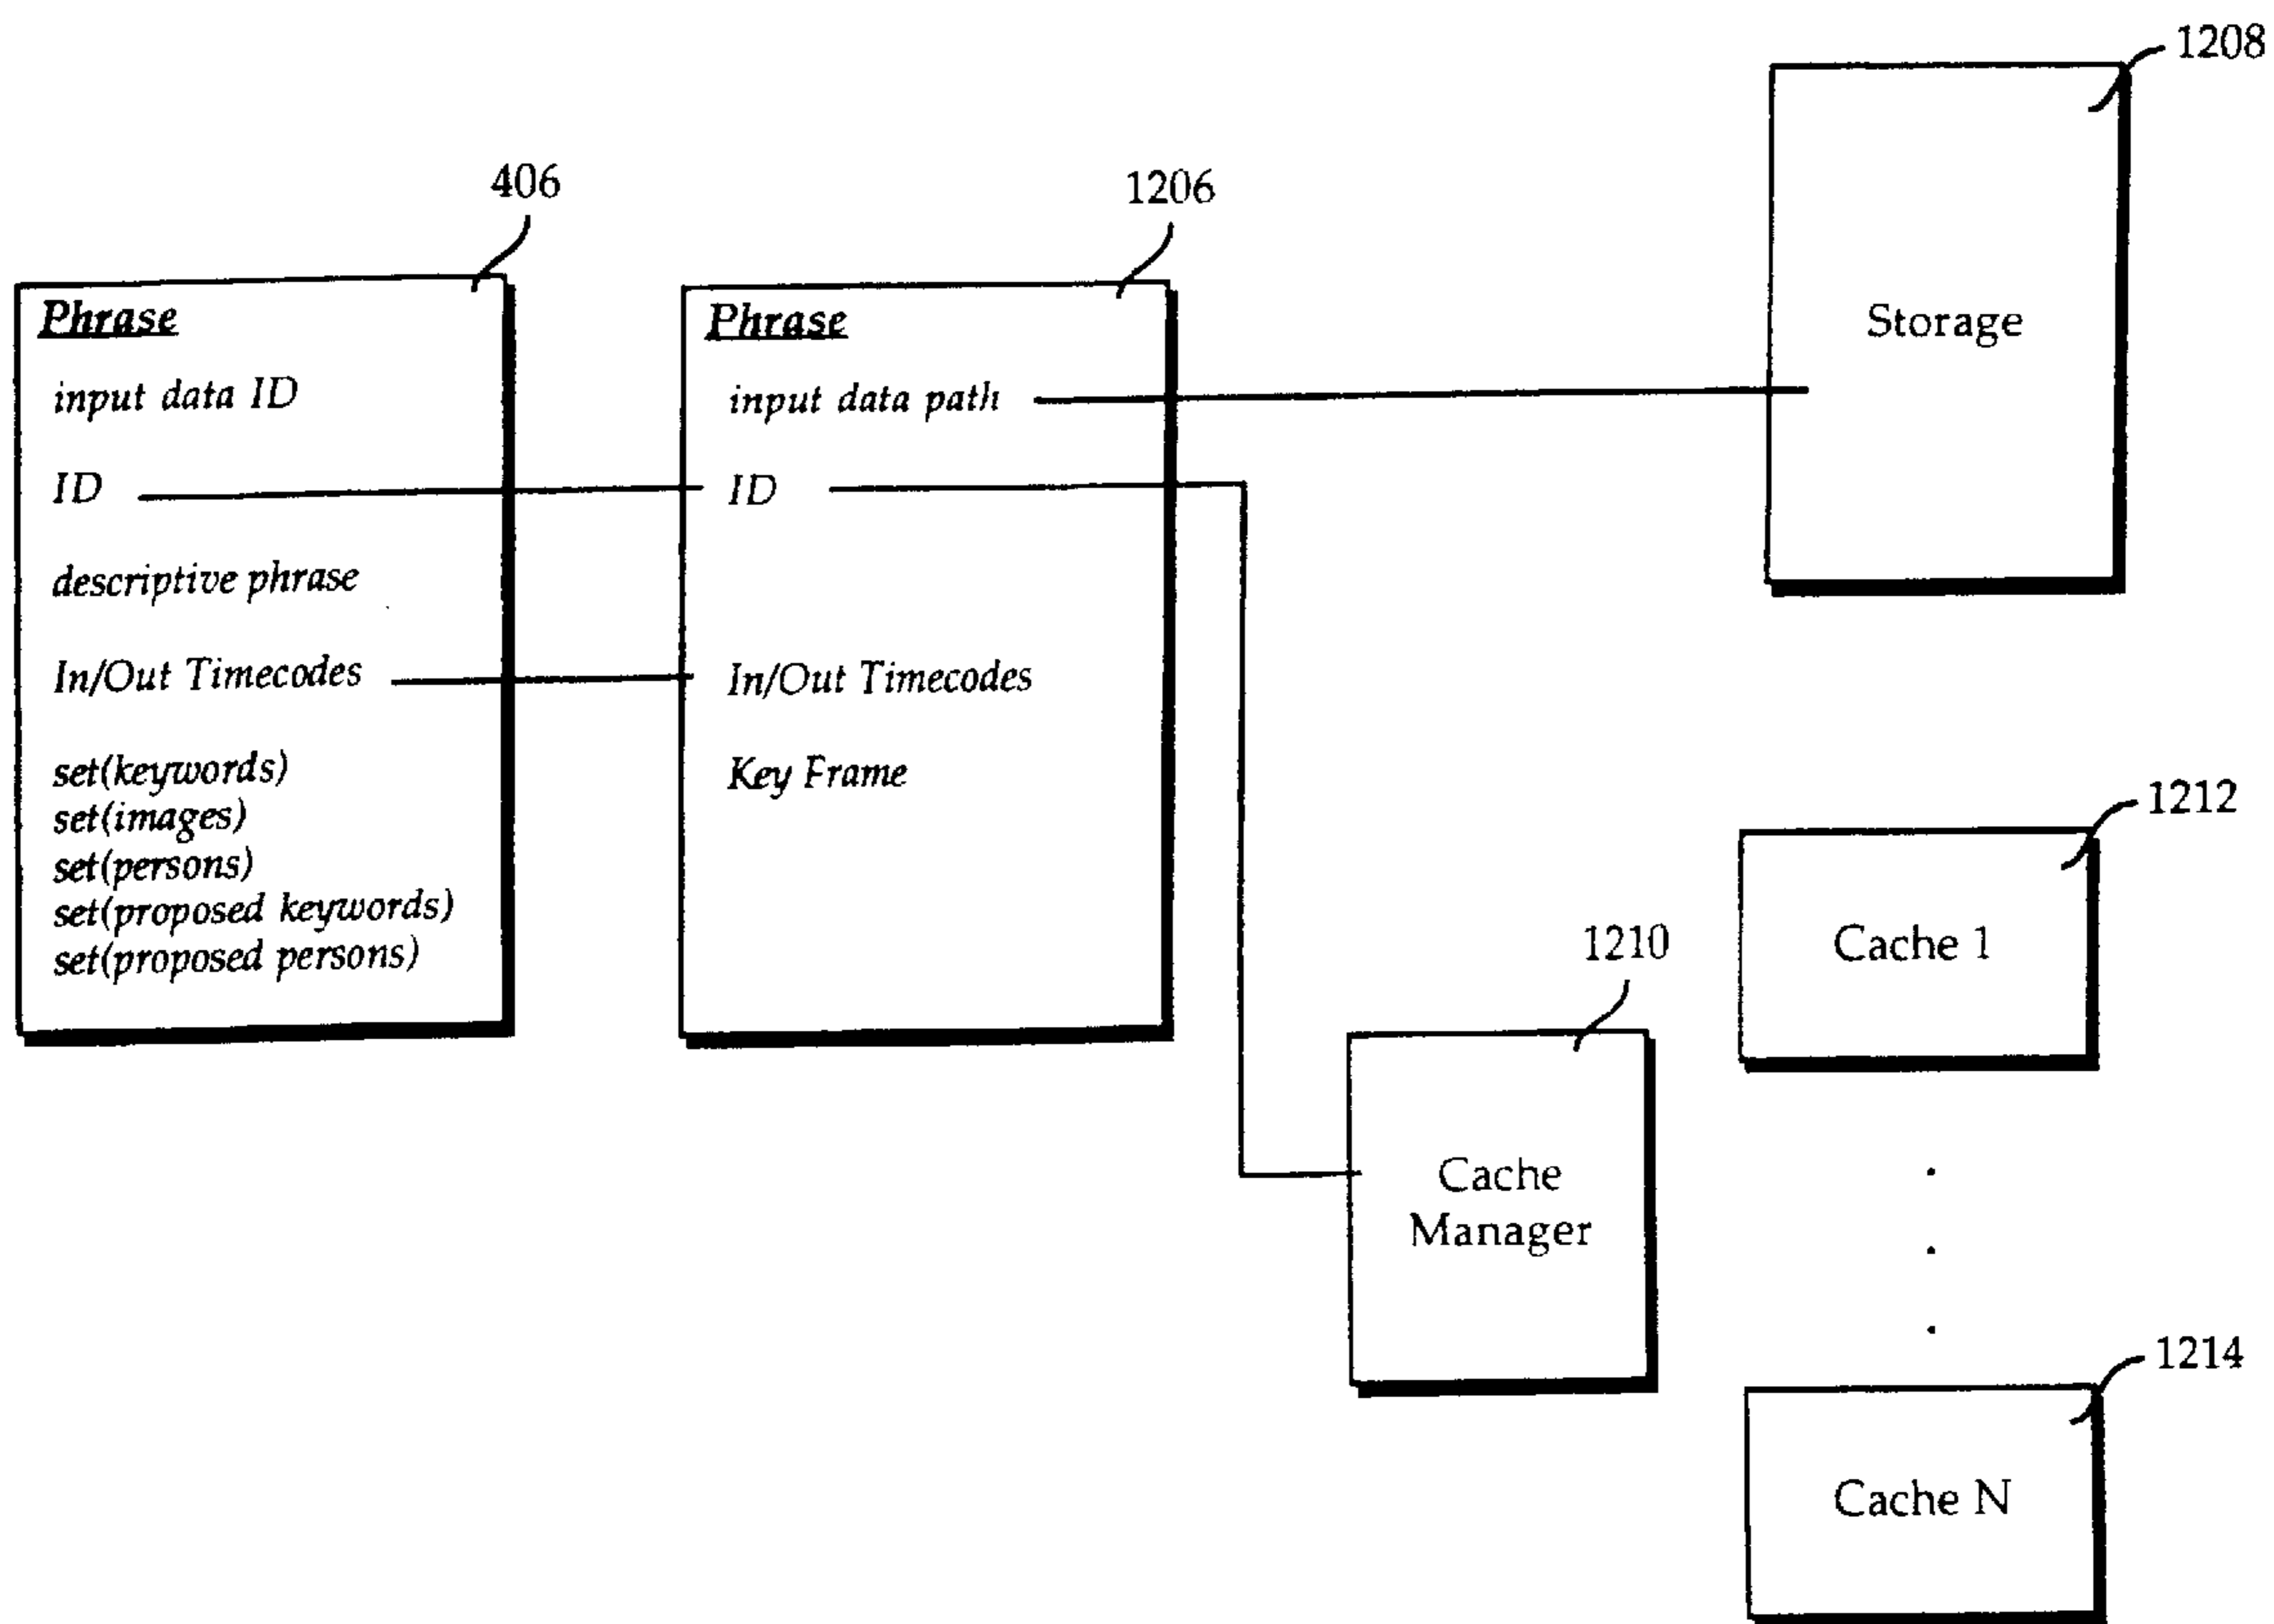 1208
406
1206
Phrase
input data ID
ID
descriptive phrase
In/Out Timecodes
set(keywords)
set(images)
set(persons)
set(proposed keywords)
set(proposed persons)
Phrase
input data path
ID
In/Out Timecodes
Key Frame
Storage
1212
Cache 1
1210
Cache
Manager
.
.
.
1214
Cache N